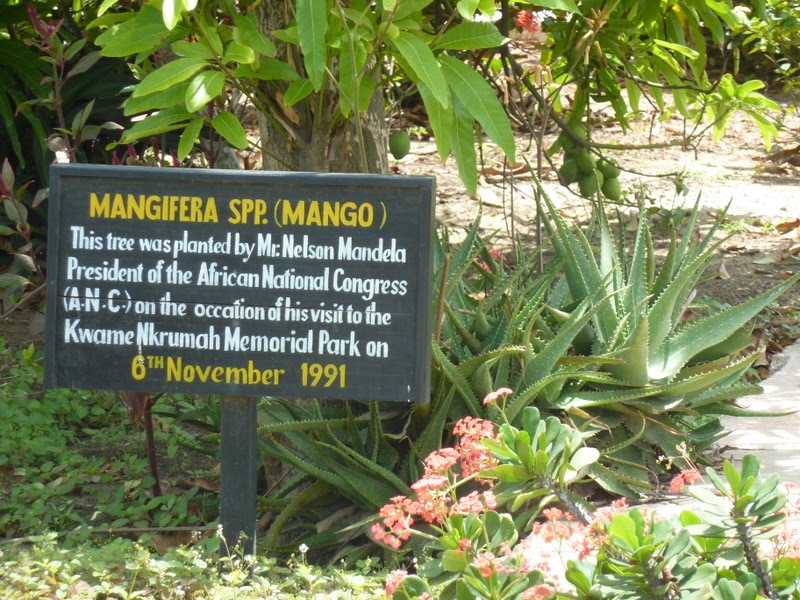 MANGIFERA SPP. (MANGO)
This tree was planted by Mr. Nelson Mandela
President of the African National Congress
(A·N·C·) on the occation of his visit to the
Kwame Nkrumah Memorial Park on
6TH November 1991